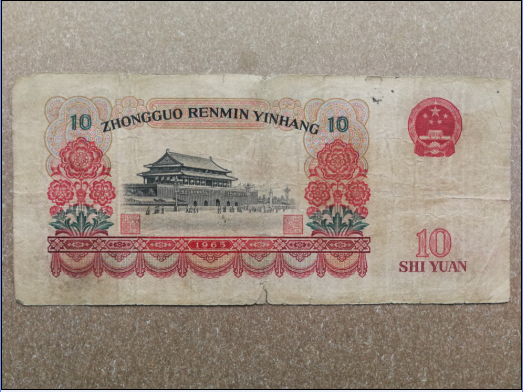 10 ZHONGGUO RENMIN YINHANG 10
1965
10
SHI YUAN